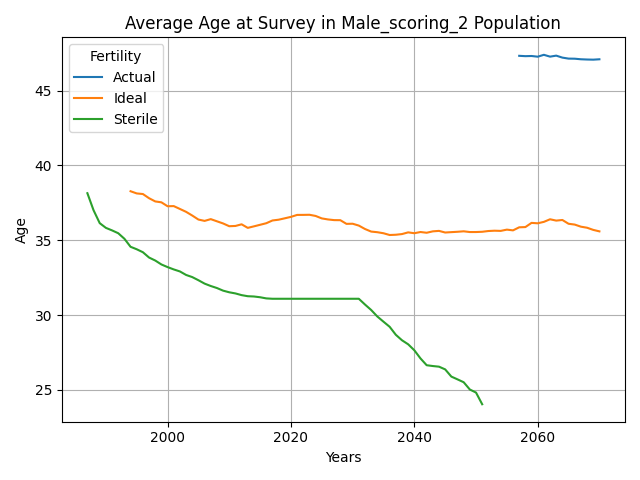 Average Age at Survey in Male_scoring_2 Population
Fertility
Actual
Ideal
Sterile
45
40
35
30
25
Age
2000
2020
2040
2060
Years